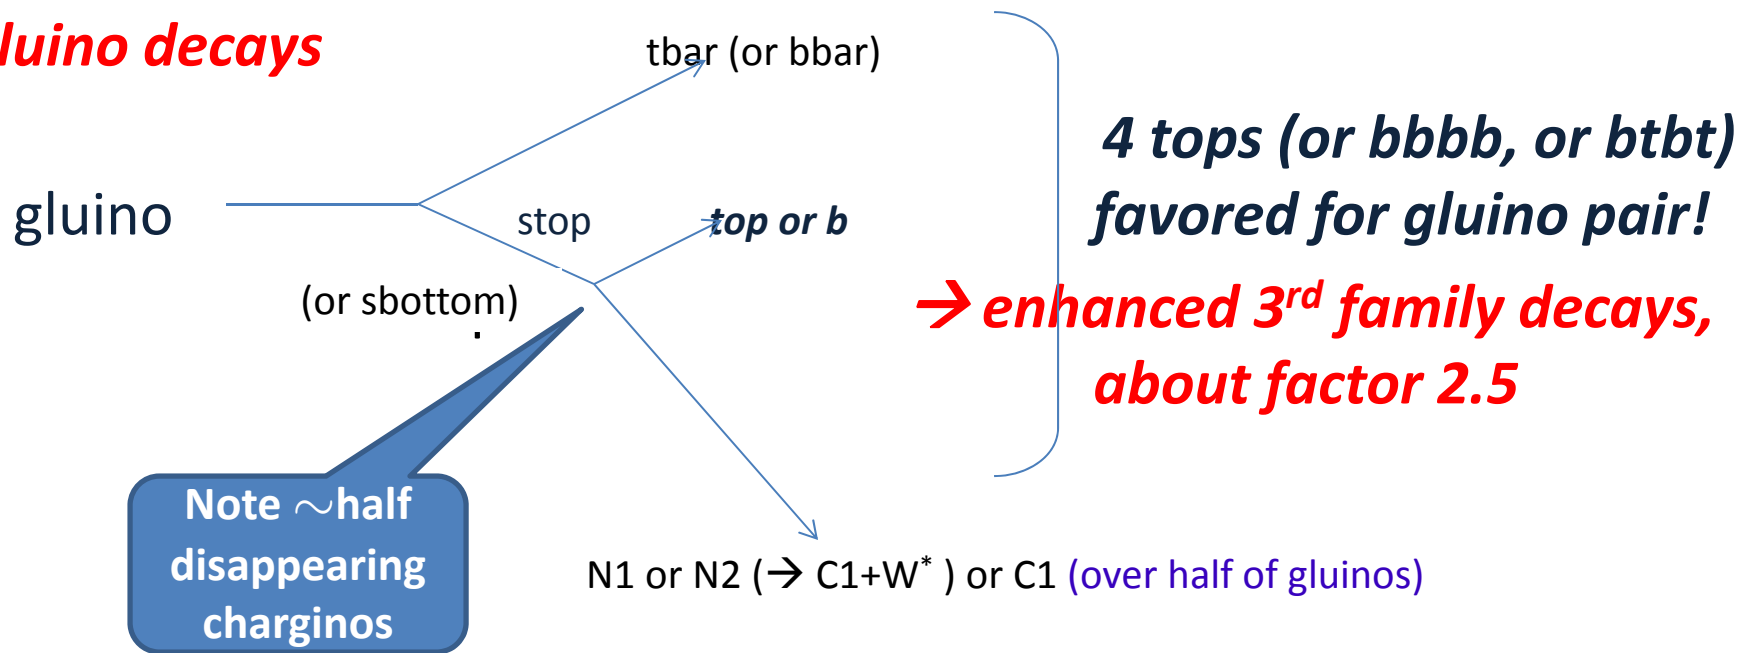 luino decays
tbar (or bbar)
gluino
stop
top or b
(or sbottom)
.
4 tops (or bbbb, or btbt)
favored for gluino pair!
→ enhanced 3rd family decays,
about factor 2.5
Note ∼half
disappearing
charginos
N1 or N2 (→ C1+W* ) or C1 (over half of gluinos)